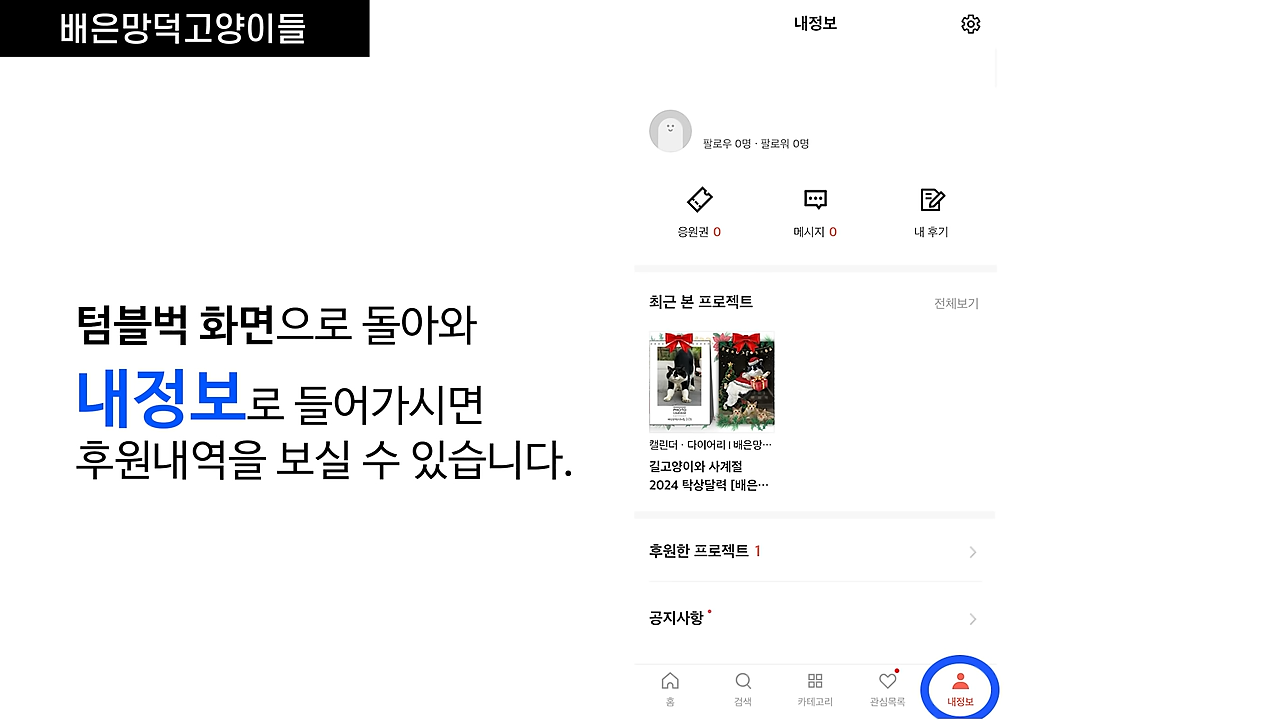 배은망덕고양이들
내정보
팔로우 0명 · 팔로워 0명
응원권 0
메시지 0
내 후기
최근 본 프로젝트
전체보기
캘린더 · 다이어리 | 배은망···
길고양이와 사계절
2024 탁상달력 [배은···
텀블벅 화면으로 돌아와
내정보로 들어가시면
후원내역을 보실 수 있습니다.
후원한 프로젝트 1
공지사항
홈
검색
카테고리
관심목록
내정보